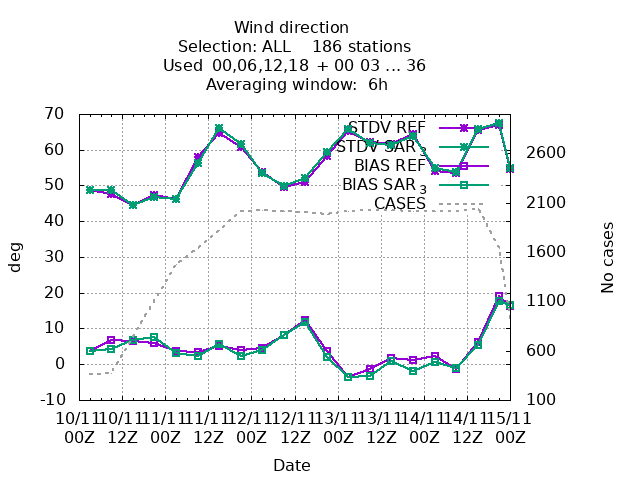 Wind direction
Selection: ALL    186 stations
Used 00,06,12,18 + 00 03 ... 36
Averaging window: 6h
70
60
50
40
30
20
10
0
-10
deg
STDV REF
STDV SAR 3
BIAS REF
BIAS SAR 3
CASES
2600
2100
1600
1100
600
100
No cases
10/11 10/11 11/11 11/11 12/11 12/11 13/11 13/11 14/11 14/11 15/11
00Z 12Z 00Z 12Z 00Z 12Z 00Z 12Z 00Z 12Z 00Z
Date